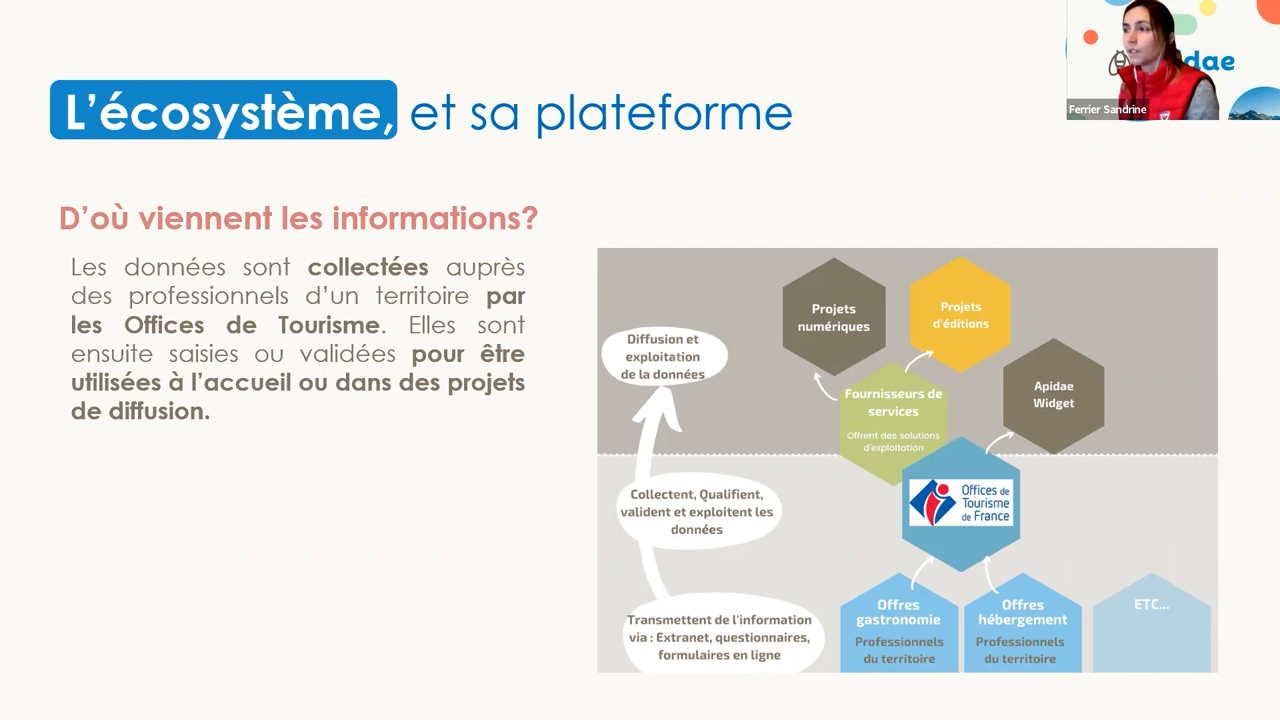 L'écosystème, et sa plateforme
dae
Ferrier Sandrine
D'où viennent les informations?
Les données sont collectées auprès
des professionnels d'un territoire par
les Offices de Tourisme. Elles sont
ensuite saisies ou validées pour être
utilisées à l'accueil ou dans des projets
de diffusion.
Diffusion et
exploitation
de la données
Collectent, Qualifient,
valident et exploitent les
données
Transmettent de l'information
via : Extranet, questionnaires,
formulaires en ligne
Projets
numériques
Projets
d'éditions
Fournisseurs de
services
Offrent des solutions
d'exploitation
Apidae
Widget
Offices de
Tourisme
de France
Offres
gastronomie
Professionnels
du territoire
Offres
hébergement
Professionnels
du territoire
ETC...